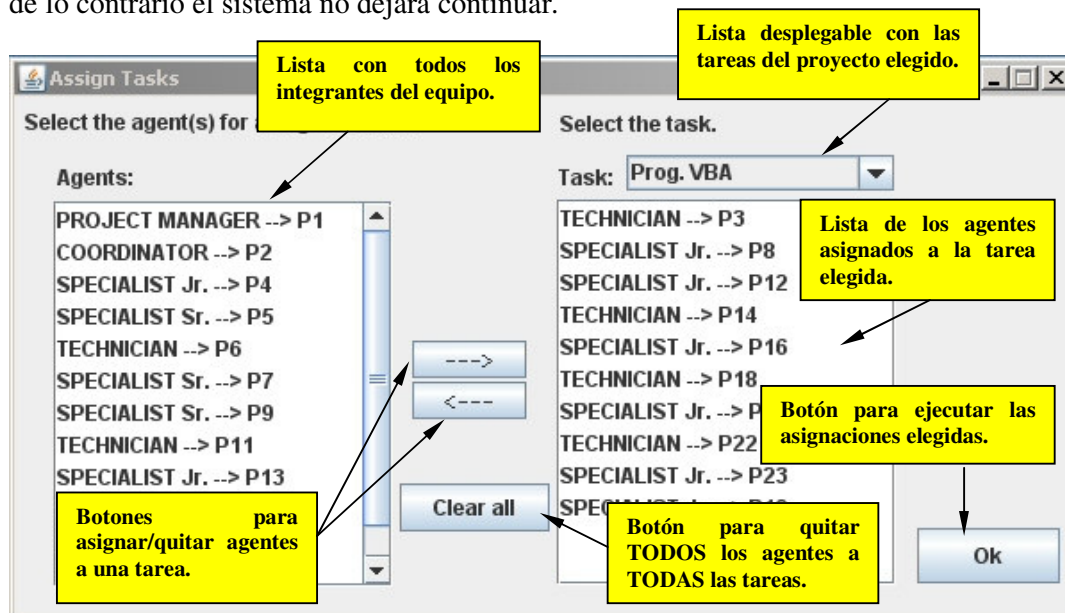 de lo contrario el sistema no dejará continuar.
Lista desplegable con las
tareas del proyecto elegido.
Lista con todos los
integrantes del equipo.
Assign Tasks
Select the agent(s) for
Select the task.
Agents:
Task: Prog. VBA
PROJECT MANAGER --> P1
COORDINATOR --> P2
SPECIALIST Jr. --> P4
SPECIALIST Sr. --> P5
TECHNICIAN --> P6
SPECIALIST Sr. --> P7
SPECIALIST Sr. --> P9
TECHNICIAN --> P11
SPECIALIST Jr. --> P13
--->
<---
Clear all
TECHNICIAN --> P3
SPECIALIST Jr. --> P8
SPECIALIST Jr. --> P12
TECHNICIAN --> P14
SPECIALIST Jr. --> P16
TECHNICIAN --> P18
SPECIALIST Jr. -->
TECHNICIAN --> P22
SPECIALIST Jr. --> P23
Lista de los agentes
asignados a la tarea
elegida.
Botón para ejecutar las
asignaciones elegidas.
Botones para
asignar/quitar agentes
a una tarea.
Botón para quitar
TODOS los agentes a
TODAS las tareas.
Ok